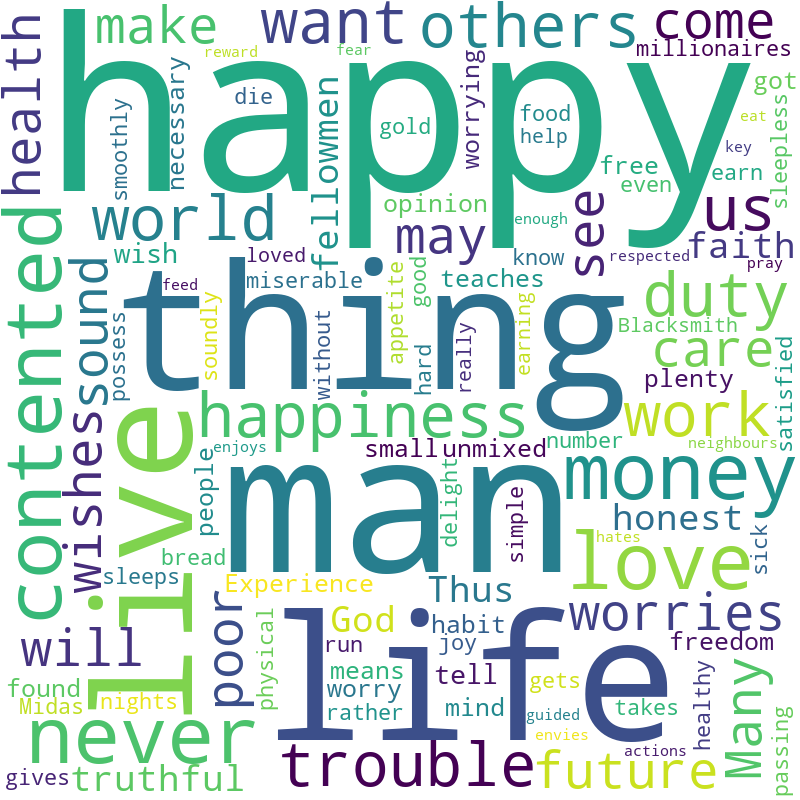 happy
thing
man
life
live
contented
never
trouble
future
Many
money
love
worries
work
happiness
duty
care
faith
us
see
may
world
others
want
come
make
health
millionaires
got
sleepless
eat
key
earn
free
even
food
help
worrying
fear
reward
gold
die
necessary
smoothly
fellowmen
opinion
enough
know
respected
pray
Blacksmith
satisfied
plenty
neighbours
number
teaches
good
appetite
hard
really
earning
without
miserable
loved
feed
soundly
wish
possess
sound
wishes
small
unmixed
enjoys
people
bread
sleeps
delight
simple
honest
hates
sick
Experience
Thus
God
habit
joy
run
means
worry
rather
tell
mind
gets
guided
envies
takes
freedom
healthy
actions
passing
physical
poor
will
found
Midas
nights
gives
truthful